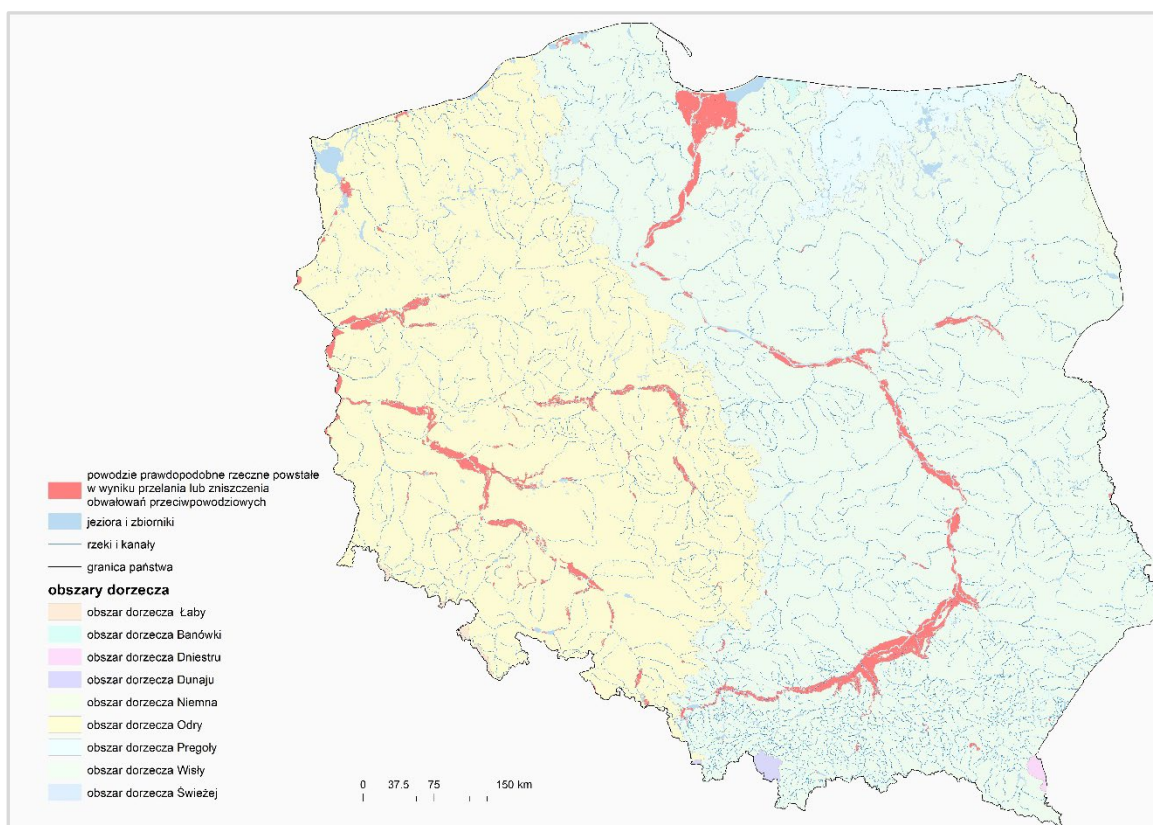 powodzie prawdopodobne rzeczne powstałe
w wyniku przelania lub zniszczenia
obwałowań przeciwpowodziowych
jeziora i zbiorniki
rzeki i kanały
granica państwa
obszary dorzecza
obszar dorzecza Łaby
obszar dorzecza Banówki
obszar dorzecza Dniestru
obszar dorzecza Dunaju
obszar dorzecza Niemna
obszar dorzecza Odry
obszar dorzecza Pregoły
obszar dorzecza Wisły
obszar dorzecza Świeżej
0 37.5 75 150 km